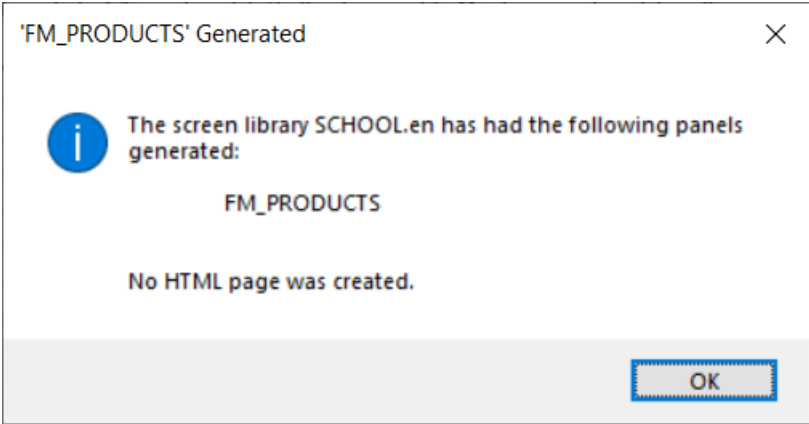 'FM_PRODUCTS' Generated
The screen library SCHOOL.en has had the following panels
generated:
FM_PRODUCTS
No HTML page was created.
OK